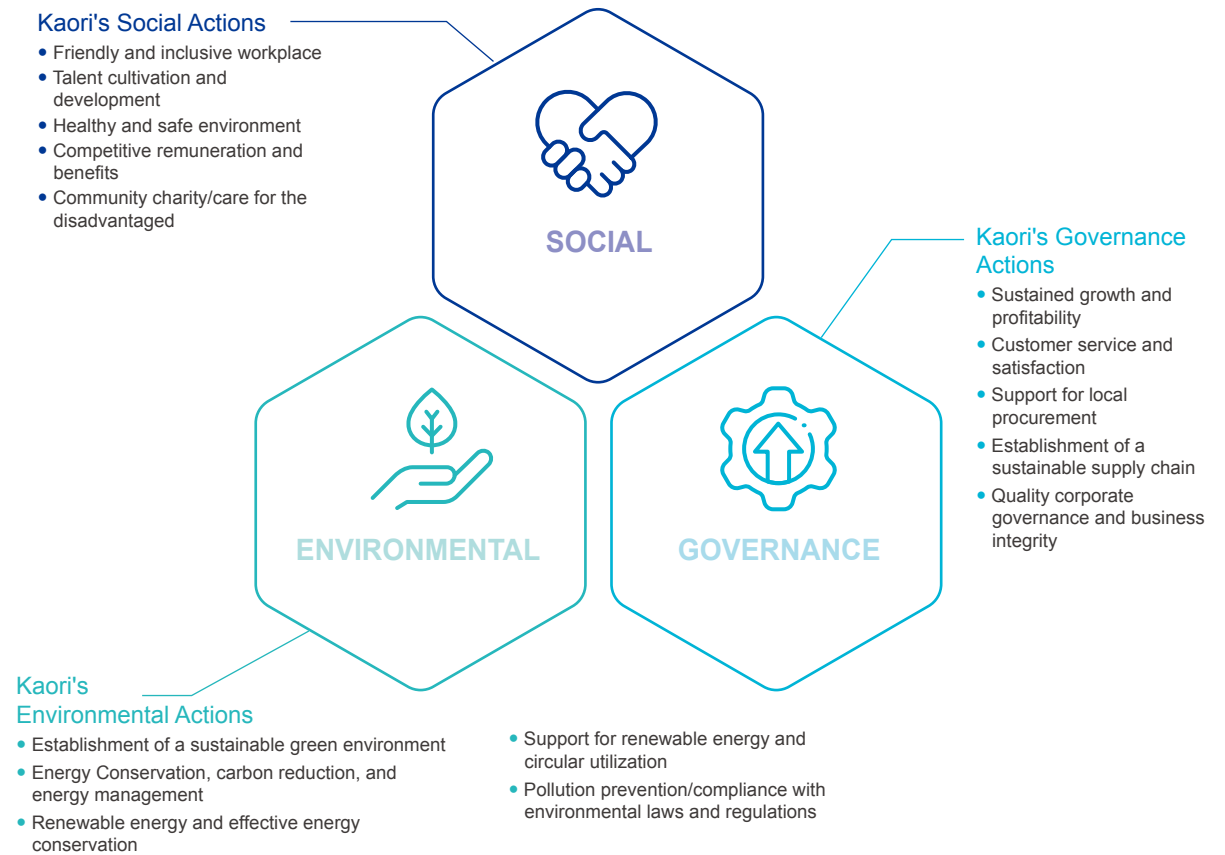 Kaori's Social Actions
• Friendly and inclusive workplace
• Talent cultivation and
development
• Healthy and safe environment
• Competitive remuneration and
benefits
• Community charity/care for the
disadvantaged
SOCIAL
Kaori's Governance
Actions
• Sustained growth and
profitability
• Customer service and
satisfaction
• Support for local
procurement
• Establishment of a
sustainable supply chain
• Quality corporate
governance and business
integrity
ENVIRONMENTAL
GOVERNANCE
Kaori's
Environmental Actions
• Establishment of a sustainable green environment
• Energy Conservation, carbon reduction, and
energy management
• Renewable energy and effective energy
conservation
• Support for renewable energy and
circular utilization
• Pollution prevention/compliance with
environmental laws and regulations